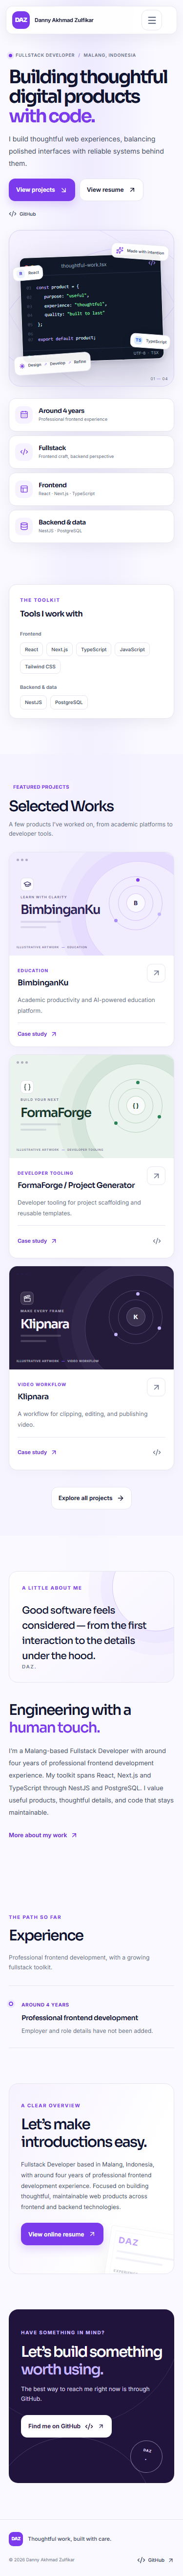 DAZ Danny Akhmad Zulfikar
FULLSTACK DEVELOPER / MALANG, INDONESIA
Building thoughtful
digital products
with code.
I build thoughtful web experiences, balancing
polished interfaces with reliable systems behind
them.
View projects
View resume
GitHub
thoughtful-work.tsx
Made with intention
R React
const product = {
purpose: "useful",
experience: "thoughtful",
quality: "built to last"
};
export default product;
TS TypeScript
UTF-8 TSX
Design / Develop / Refine
01 — 04
Around 4 years
Professional frontend experience
Fullstack
Frontend craft, backend perspective
Frontend
React · Next.js · TypeScript
Backend & data
NestJS · PostgreSQL
THE TOOLKIT
Tools I work with
Frontend
React
Next.js
TypeScript
JavaScript
Tailwind CSS
Backend & data
NestJS
PostgreSQL
FEATURED PROJECTS
Selected Works
A few products I've worked on, from academic platforms to
developer tools.
LEARN WITH CLARITY
BimbinganKu
B
ILLUSTRATIVE ARTWORK — EDUCATION
EDUCATION
BimbinganKu
Academic productivity and AI-powered education
platform.
Case study
{ }
BUILD YOUR NEXT
FormaForge
{ }
ILLUSTRATIVE ARTWORK — DEVELOPER TOOLING
DEVELOPER TOOLING
FormaForge / Project Generator
Developer tooling for project scaffolding and
reusable templates.
Case study
MAKE EVERY FRAME
Klipnara
K
ILLUSTRATIVE ARTWORK — VIDEO WORKFLOW
VIDEO WORKFLOW
Klipnara
A workflow for clipping, editing, and publishing
video.
Case study
Explore all projects
A LITTLE ABOUT ME
Good software feels
considered — from the first
interaction to the details
under the hood.
DAZ.
Engineering with a
human touch.
I'm a Malang-based Fullstack Developer with around
four years of professional frontend development
experience. My toolkit spans React, Next.js and
TypeScript through NestJS and PostgreSQL. I value
useful products, thoughtful details, and code that stays
maintainable.
More about my work
THE PATH SO FAR
Experience
Professional frontend development, with a growing
fullstack toolkit.
AROUND 4 YEARS
Professional frontend development
Employer and role details have not been added.
A CLEAR OVERVIEW
Let's make
introductions easy.
Fullstack Developer based in Malang, Indonesia,
with around four years of professional frontend
development experience. Focused on building
thoughtful, maintainable web products across
frontend and backend technologies.
View online resume
DAZ
HAVE SOMETHING IN MIND?
Let's build something
worth using.
The best way to reach me right now is through
GitHub.
Find me on GitHub
DAZ
DAZ Thoughtful work, built with care.
© 2026 Danny Akhmad Zulfikar
GitHub